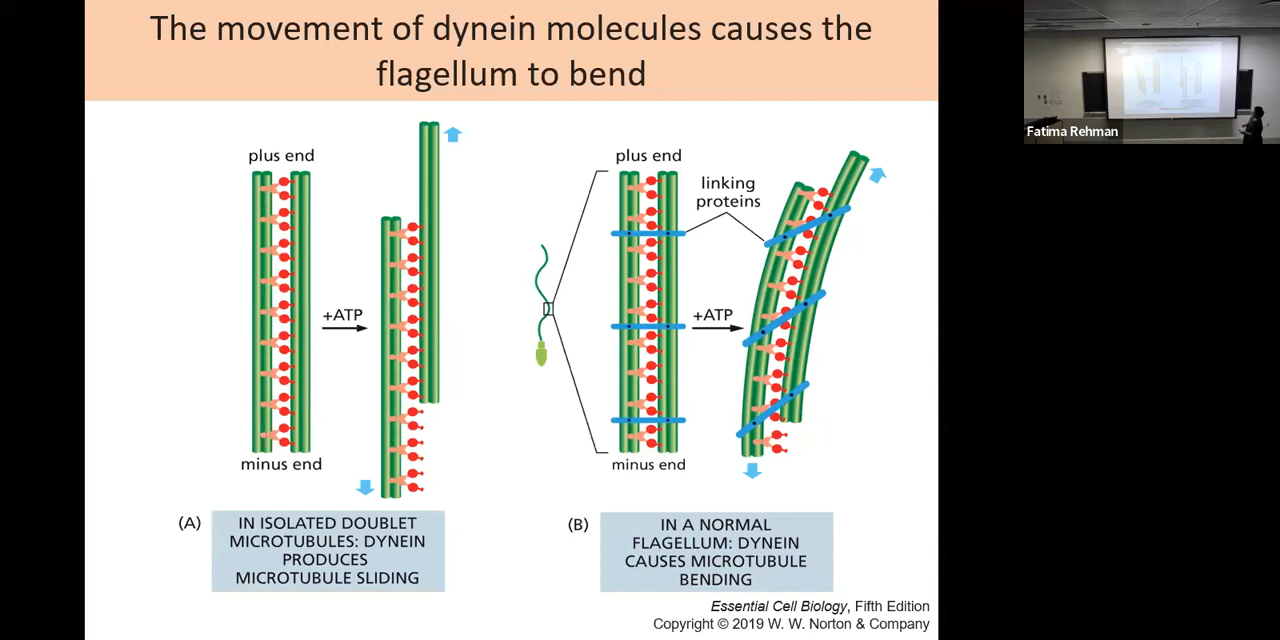 The movement of dynein molecules causes the
flagellum to bend
Fatima Rehman
plus end
+ATP
minus end
plus end
linking
proteins
+ATP
minus end
(A)
IN ISOLATED DOUBLET
MICROTUBULES: DYNEIN
PRODUCES
MICROTUBULE SLIDING
(B)
IN A NORMAL
FLAGELLUM: DYNEIN
CAUSES MICROTUBULE
BENDING
Essential Cell Biology, Fifth Edition
Copyright © 2019 W. W. Norton & Company